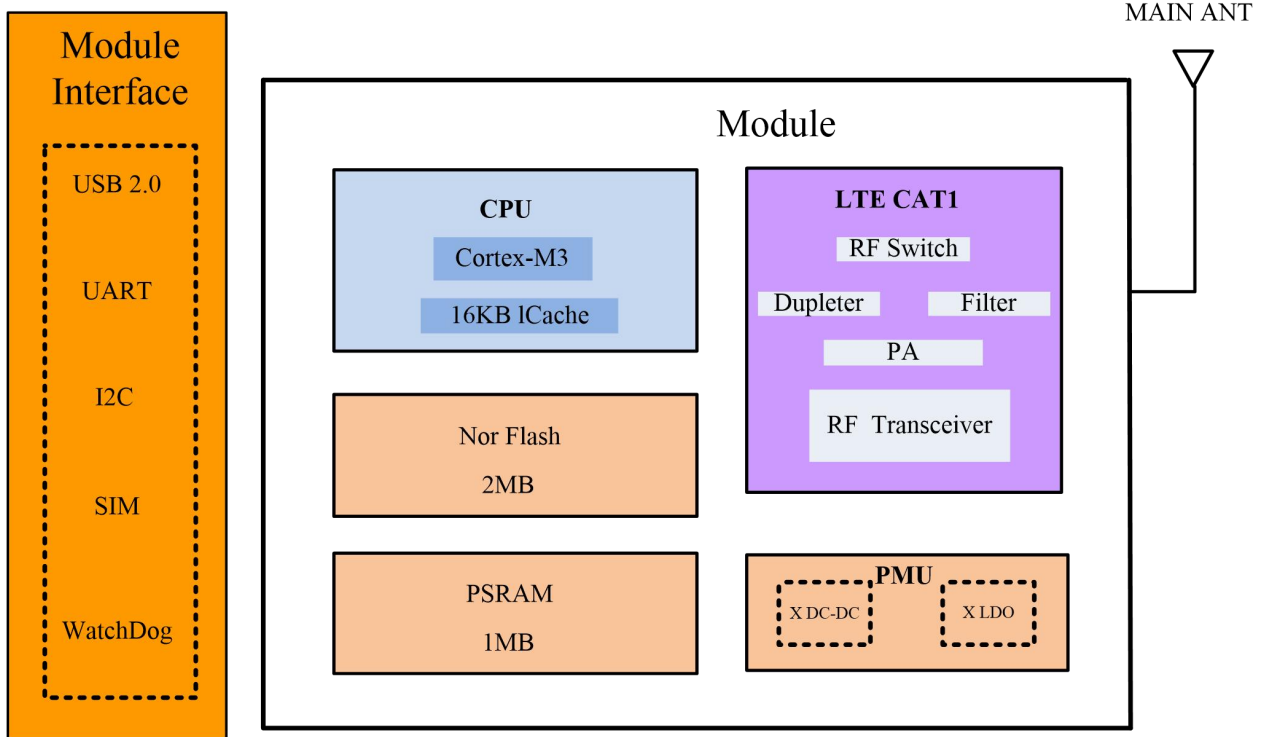 MAIN ANT
Module
Interface
USB 2.0
UART
I2C
SIM
WatchDog
Module
CPU
Cortex-M3
16KB lCache
Nor Flash
2MB
PSRAM
1MB
LTE CAT1
RF Switch
Dupleter
Filter
PA
RF Transceiver
PMU
X DC-DC
X LDO